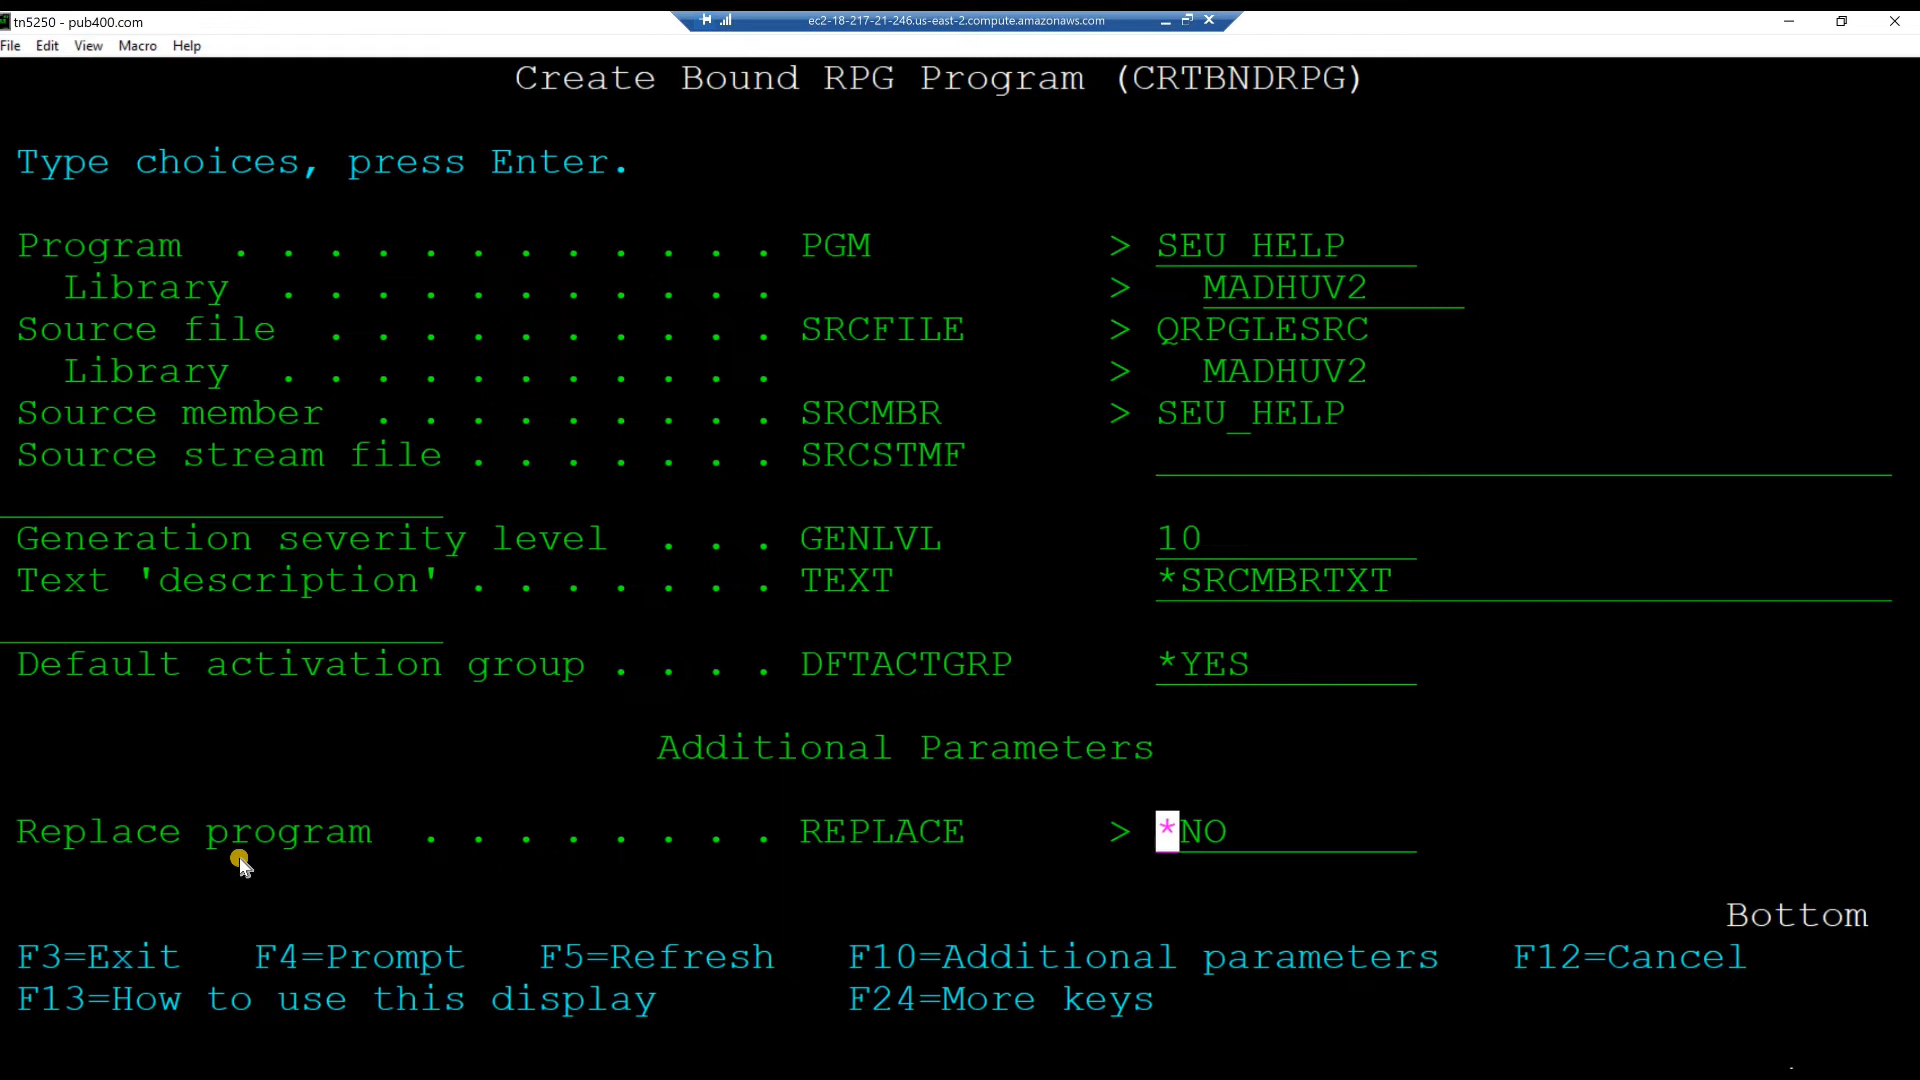 tn5250 - pub400.com
ec2-18-217-21-246.us-east-2.compute.amazonaws.com
File Edit View Macro Help
Create Bound RPG Program (CRTBNDRPG)
Type choices, press Enter.
Program . . . . . . . . . . . . PGM > SEU_HELP
Library . . . . . . . . . . . > MADHUV2
Source file . . . . . . . . . . SRCFILE > QRPGLESRC
Library . . . . . . . . . . . > MADHUV2
Source member . . . . . . . . . SRCMBR > SEU_HELP
Source stream file . . . . . . . SRCSTMF
Generation severity level . . . GENLVL 10
Text 'description' . . . . . . . TEXT *SRCMBRTXT
Default activation group . . . . DFTACTGRP *YES
Additional Parameters
Replace program . . . . . . . . REPLACE > *NO
Bottom
F3=Exit F4=Prompt F5=Refresh F10=Additional parameters F12=Cancel
F13=How to use this display F24=More keys